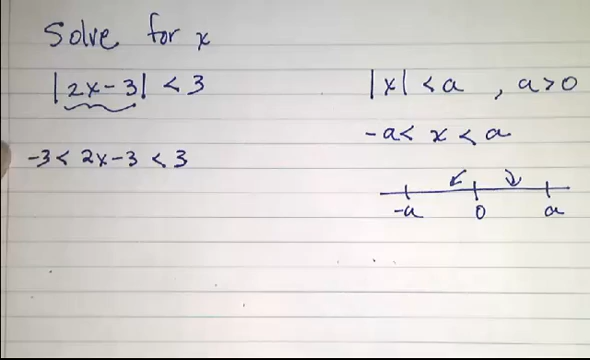 Solve for x
|2x-3| < 3
-3 < 2x-3 < 3
|x| < a , a > 0
-a < x < a
-a 0 a